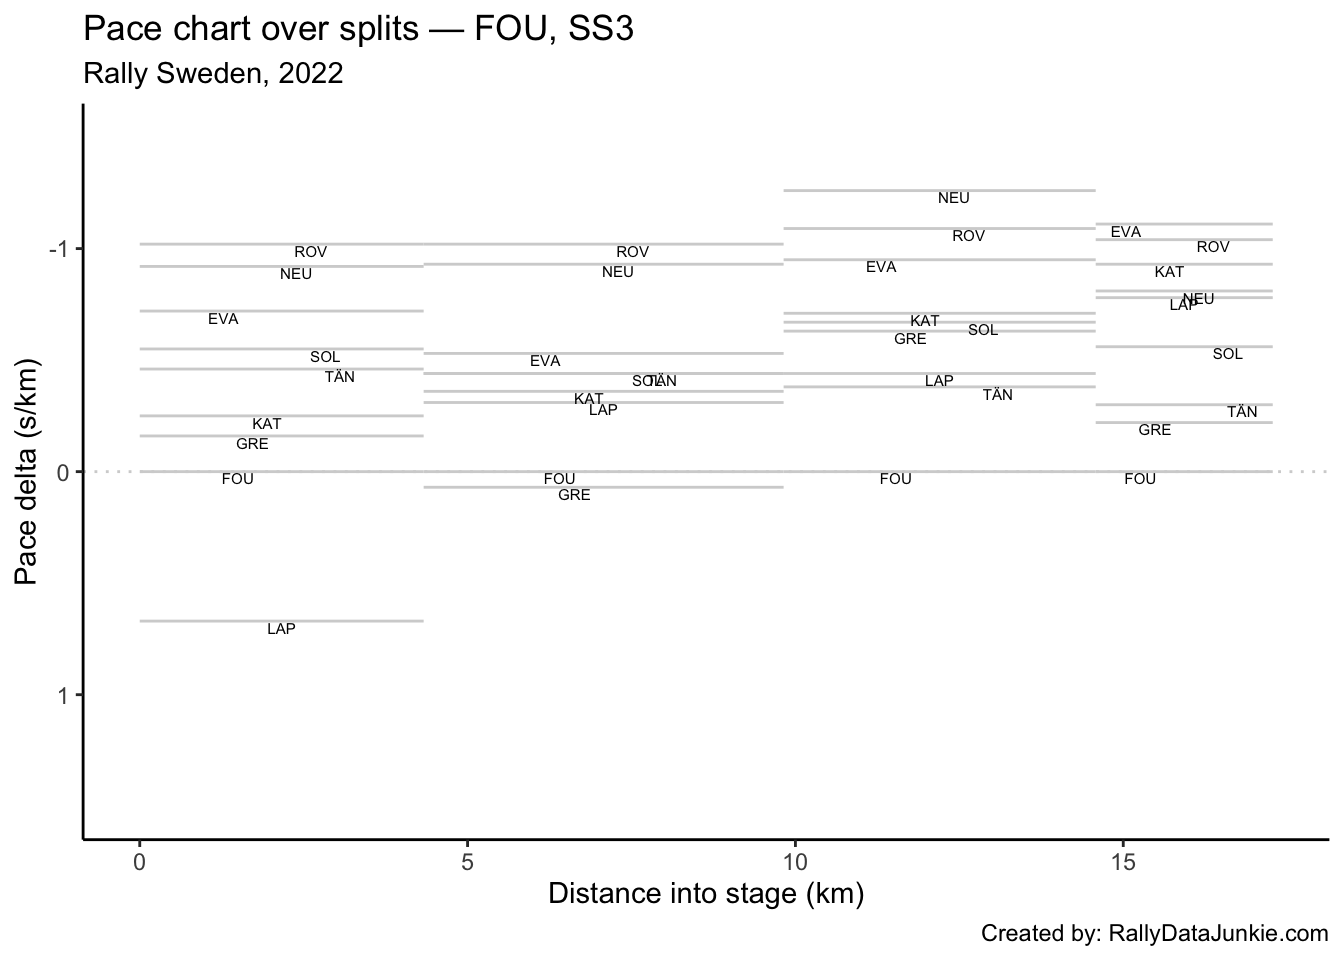 Pace chart over splits — FOU, SS3
Rally Sweden, 2022
Pace delta (s/km)
-1
0
1
ROV
NEU
EVA
SOL
TÄN
KAT
GRE
FOU
LAP
ROV
NEU
EVA
SOL
TÄN
KAT
LAP
FOU
GRE
NEU
ROV
EVA
KAT
SOL
GRE
LAP
TÄN
FOU
EVA
ROV
KAT
NEU
LAP
SOL
TÄN
GRE
FOU
0 5 10 15
Distance into stage (km)
Created by: RallyDataJunkie.com